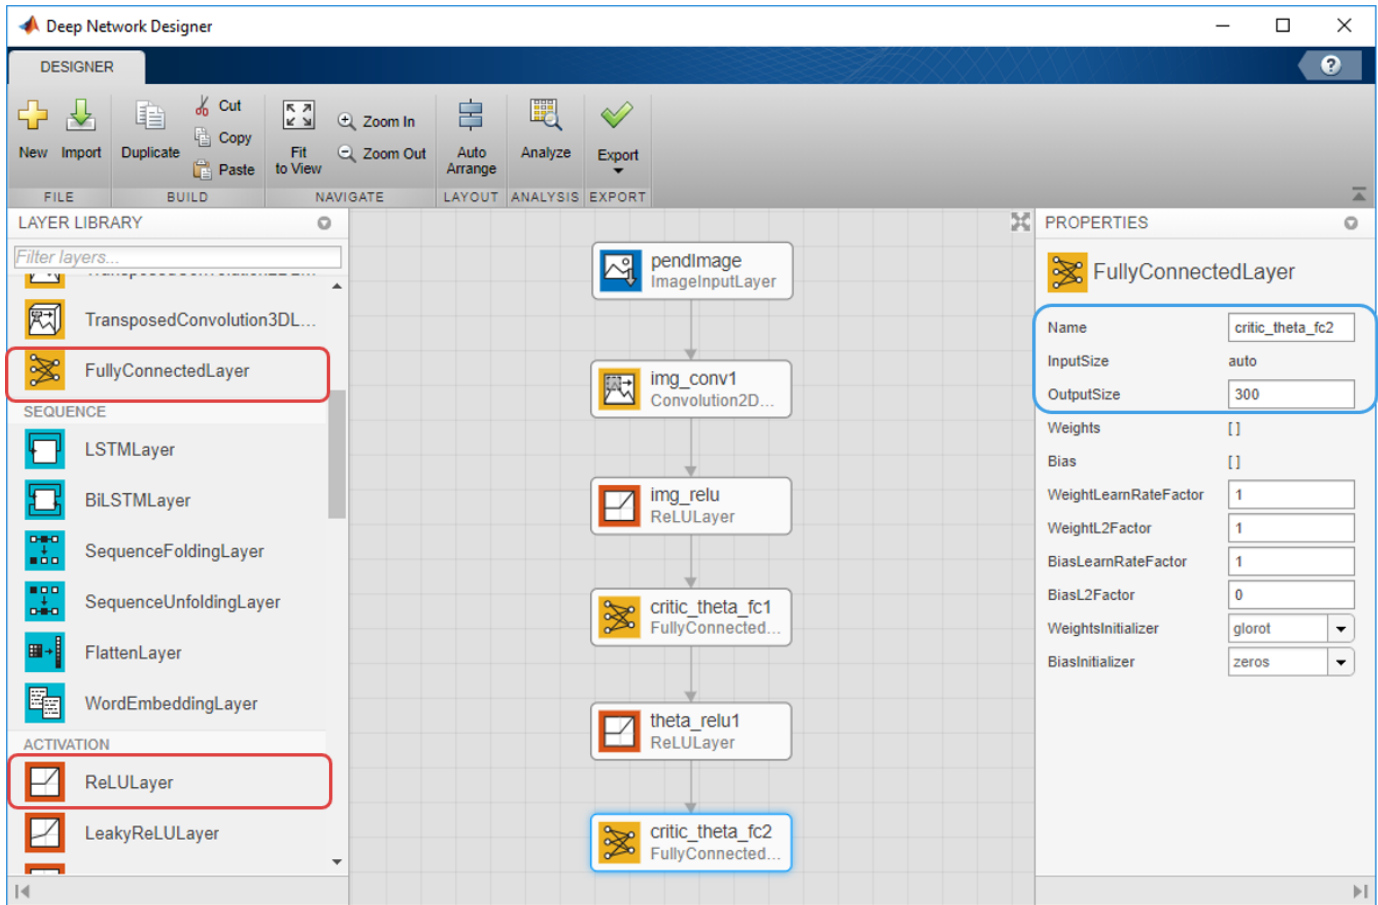 Deep Network Designer
DESIGNER
?
New
Import
Duplicate
Cut
Copy
Paste
Fit
to View
Zoom In
Zoom Out
Auto
Arrange
Analyze
Export
FILE
BUILD
NAVIGATE
LAYOUT
ANALYSIS
EXPORT
LAYER LIBRARY
Filter layers...
TransposedConvolution3DL...
FullyConnectedLayer
SEQUENCE
LSTMLayer
BiLSTMLayer
SequenceFoldingLayer
SequenceUnfoldingLayer
FlattenLayer
WordEmbeddingLayer
ACTIVATION
ReLULayer
LeakyReLULayer
pendImage
ImageInputLayer
img_conv1
Convolution2D...
img_relu
ReLULayer
critic_theta_fc1
FullyConnected...
theta_relu1
ReLULayer
critic_theta_fc2
FullyConnected...
PROPERTIES
FullyConnectedLayer
Name critic_theta_fc2
InputSize auto
OutputSize 300
Weights [ ]
Bias [ ]
WeightLearnRateFactor 1
WeightL2Factor 1
BiasLearnRateFactor 1
BiasL2Factor 0
WeightsInitializer glorot
BiasInitializer zeros